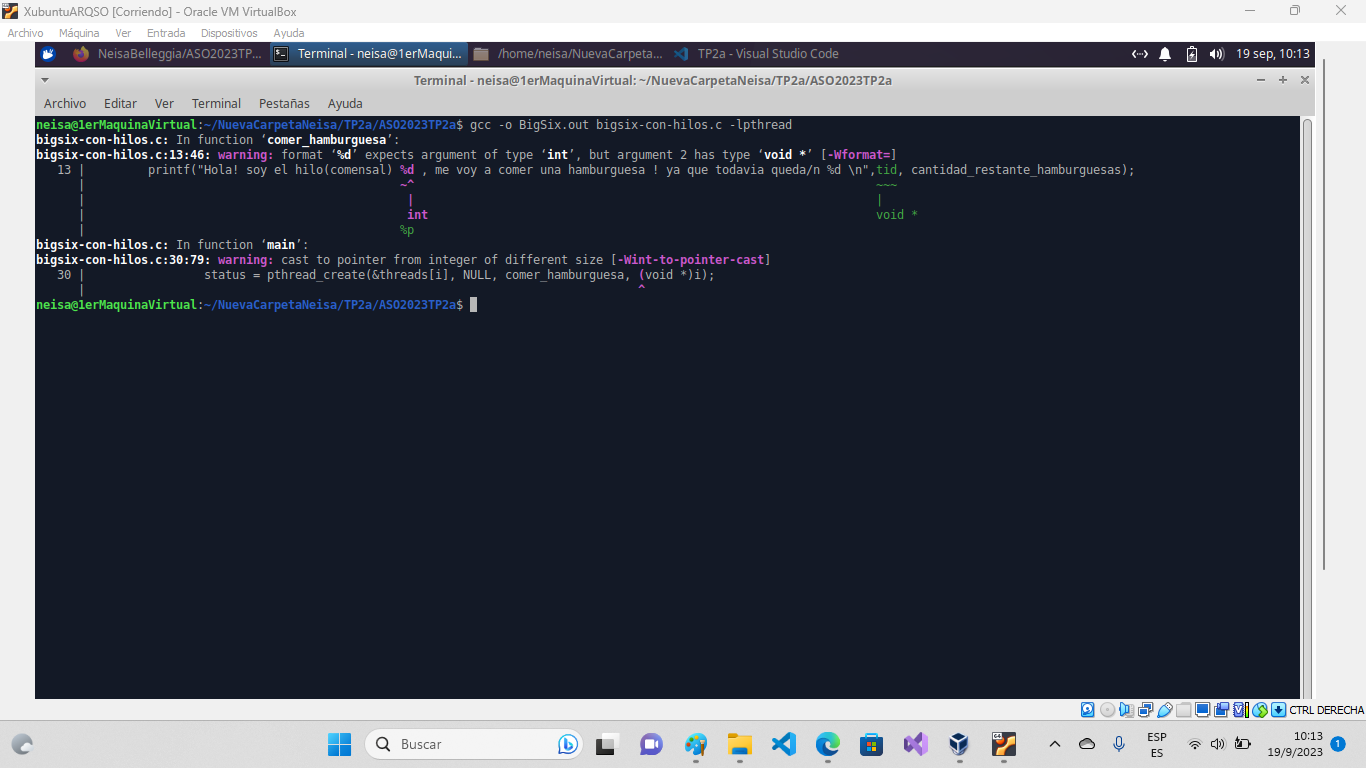 XubuntuARQSO [Corriendo] - Oracle VM VirtualBox
Archivo Máquina Ver Entrada Dispositivos Ayuda
NeisaBelleggia/ASO2023TP... Terminal - neisa@1erMaqui... /home/neisa/NuevaCarpeta... TP2a - Visual Studio Code 19 sep, 10:13
Terminal - neisa@1erMaquinaVirtual: ~/NuevaCarpetaNeisa/TP2a/ASO2023TP2a
Archivo Editar Ver Terminal Pestañas Ayuda
neisa@1erMaquinaVirtual:~/NuevaCarpetaNeisa/TP2a/ASO2023TP2a$ gcc -o BigSix.out bigsix-con-hilos.c -lpthread
bigsix-con-hilos.c: In function ‘comer_hamburguesa’:
bigsix-con-hilos.c:13:46: warning: format ‘%d’ expects argument of type ‘int’, but argument 2 has type ‘void *’ [-Wformat=]
13 | printf("Hola! soy el hilo(comensal) %d , me voy a comer una hamburguesa ! ya que todavia queda/n %d \n",tid, cantidad_restante_hamburguesas);
| ~^ ~~~
| | |
| int void *
| %p
bigsix-con-hilos.c: In function ‘main’:
bigsix-con-hilos.c:30:79: warning: cast to pointer from integer of different size [-Wint-to-pointer-cast]
30 | status = pthread_create(&threads[i], NULL, comer_hamburguesa, (void *)i);
| ^
neisa@1erMaquinaVirtual:~/NuevaCarpetaNeisa/TP2a/ASO2023TP2a$
CTRL DERECHA
Buscar
ESP
ES
10:13
19/9/2023
1